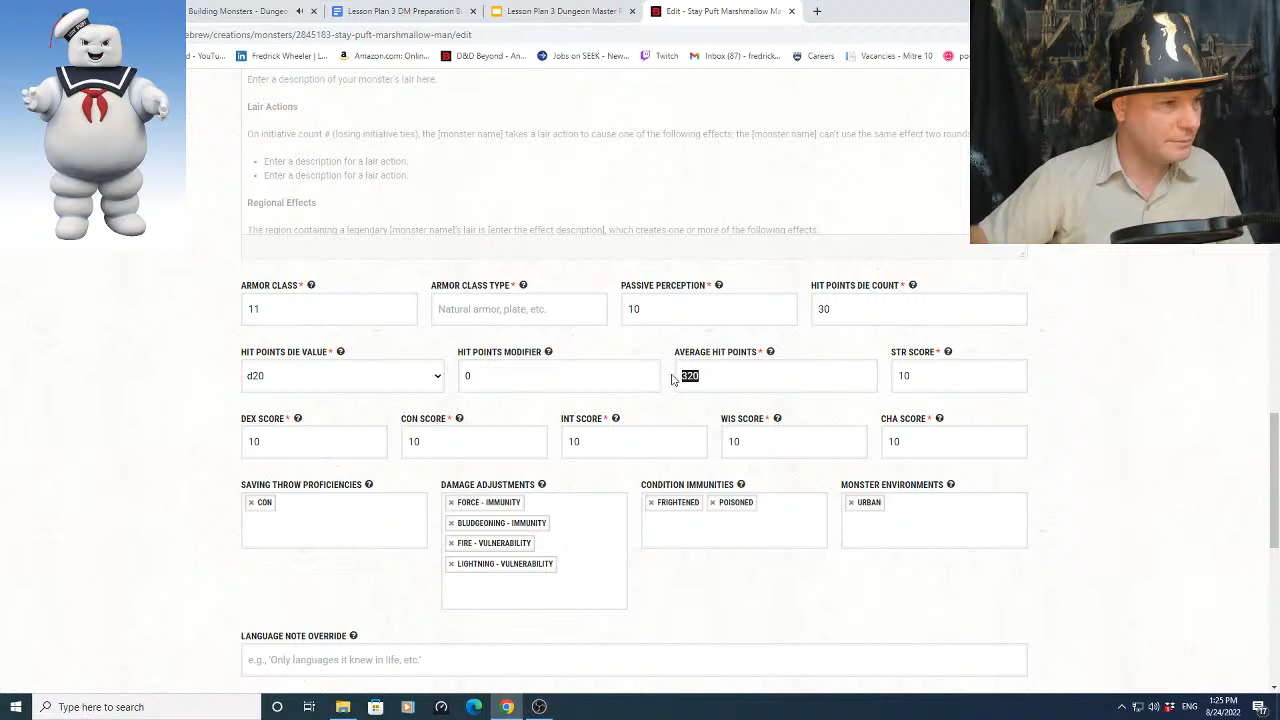 Building Monsters - Dungeo
Lesson Plan 3 DM Preparation B
Lesson Plan 3 Dungeon Master F
Edit - Stay Puft Marshmallow Ma
ebrew/creations/monsters/2845183-stay-puft-marshmallow-man/edit
d - YouTu...
Fredrick Wheeler | L...
Amazon.com.au - O...
D&D Beyond - An...
Jobs on SEEK - New...
Twitch
Inbox (87) - fredrick...
Careers
Vacancies - Mitre 10
poc
Enter a description of your monster's lair here.
Lair Actions
On initiative count # (losing initiative ties), the [monster name] takes a lair action to cause one of the following effects; the [monster name] can't use the same effect two rounds
Enter a description for a lair action.
Enter a description for a lair action.
Regional Effects
The region containing a legendary [monster name]'s lair is [enter the effect description], which creates one or more of the following effects:
ARMOR CLASS * ARMOR CLASS TYPE * PASSIVE PERCEPTION * HIT POINTS DIE COUNT *
11 Natural armor, plate, etc. 10 30
HIT POINTS DIE VALUE * HIT POINTS MODIFIER AVERAGE HIT POINTS * STR SCORE *
d20 0 320 10
DEX SCORE * CON SCORE * INT SCORE * WIS SCORE * CHA SCORE *
10 10 10 10 10
SAVING THROW PROFICIENCIES DAMAGE ADJUSTMENTS CONDITION IMMUNITIES MONSTER ENVIRONMENTS
× CON × FORCE - IMMUNITY × FRIGHTENED × POISONED × URBAN
× BLUDGEONING - IMMUNITY
× FIRE - VULNERABILITY
× LIGHTNING - VULNERABILITY
LANGUAGE NOTE OVERRIDE
e.g., 'Only languages it knew in life, etc.'
Type here to search
ENG
1:25 PM
8/24/2022
17